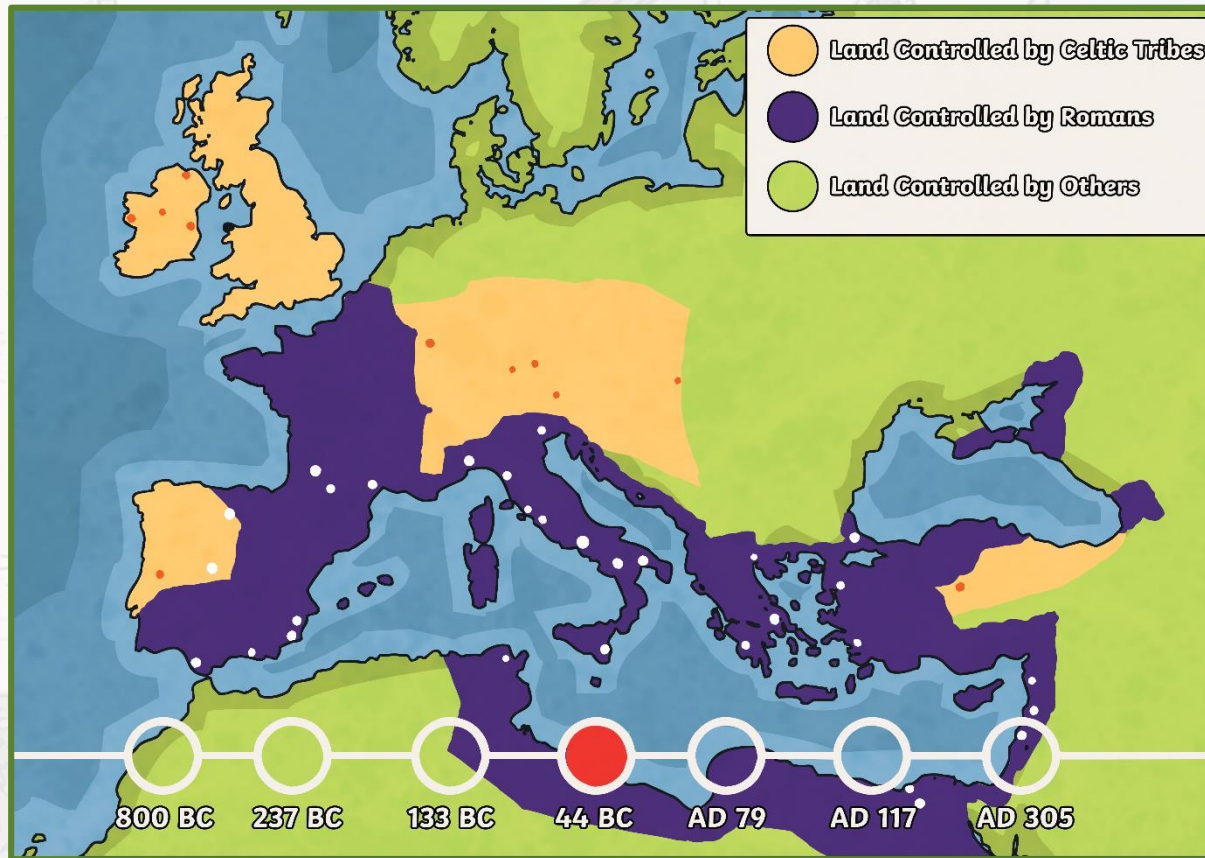 Land Controlled by Celtic Tribes
Land Controlled by Romans
Land Controlled by Others
800 BC
237 BC
133 BC
44 BC
AD 79
AD 117
AD 305